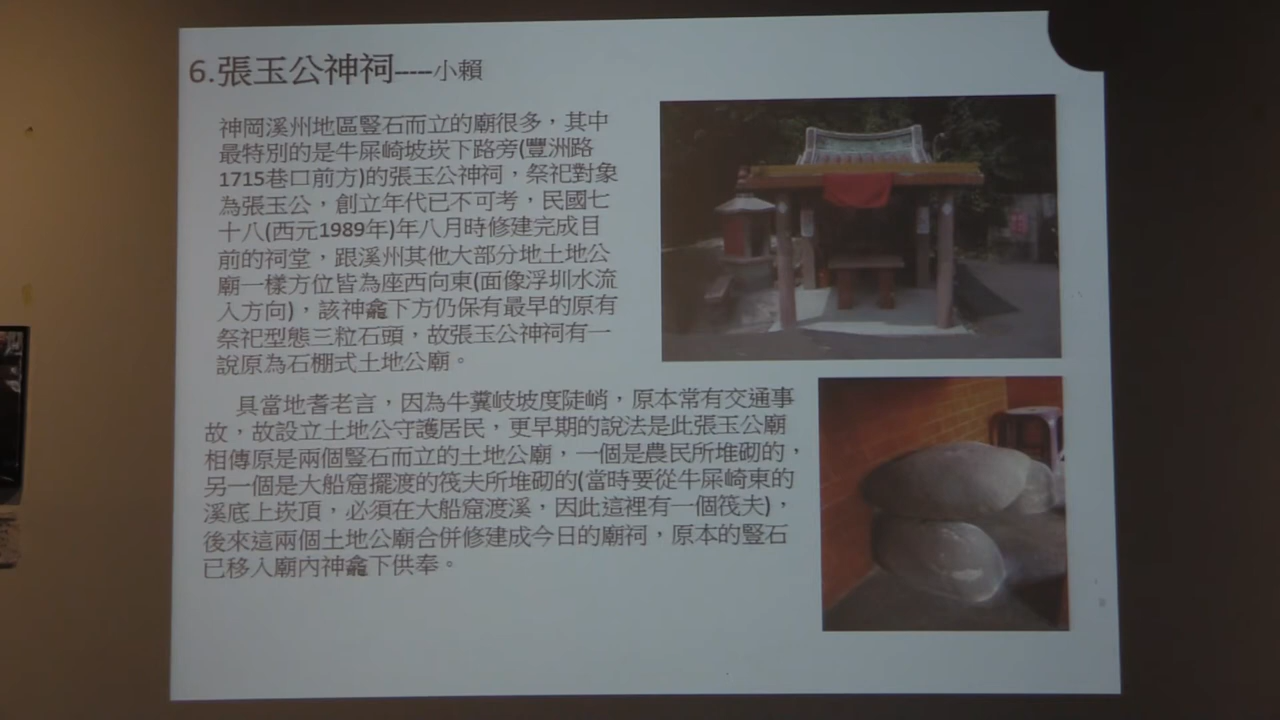 6.張玉公神祠-----小賴
神岡溪州地區豎石而立的廟很多，其中
最特別的是牛屎崎坡崁下路旁(豐洲路
1715巷口前方)的張玉公神祠，祭祀對象
為張玉公，創立年代已不可考，民國七
十八(西元1989年)年八月時修建完成目
前的祠堂，跟溪州其他大部分地土地公
廟一樣方位皆為座西向東(面像浮圳水流
入方向)，該神龕下方仍保有最早的原有
祭祀型態三粒石頭，故張玉公神祠有一
說原為石棚式土地公廟。
具當地耆老言，因為牛糞岐坡度陡峭，原本常有交通事
故，故設立土地公守護居民，更早期的說法是此張玉公廟
相傳原是兩個豎石而立的土地公廟，一個是農民所堆砌的，
另一個是大船窟擺渡的筏夫所堆砌的(當時要從牛屎崎東的
溪底上崁頂，必須在大船窟渡溪，因此這裡有一個筏夫)，
後來這兩個土地公廟合併修建成今日的廟祠，原本的豎石
已移入廟內神龕下供奉。